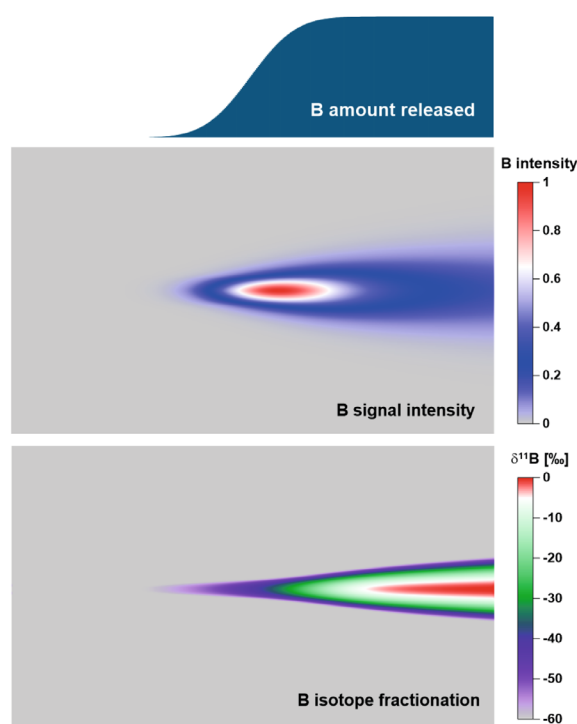 B amount released
B intensity
1
0.8
0.6
0.4
0.2
0
B signal intensity
δ¹¹B [‰]
0
-10
-20
-30
-40
-50
-60
B isotope fractionation